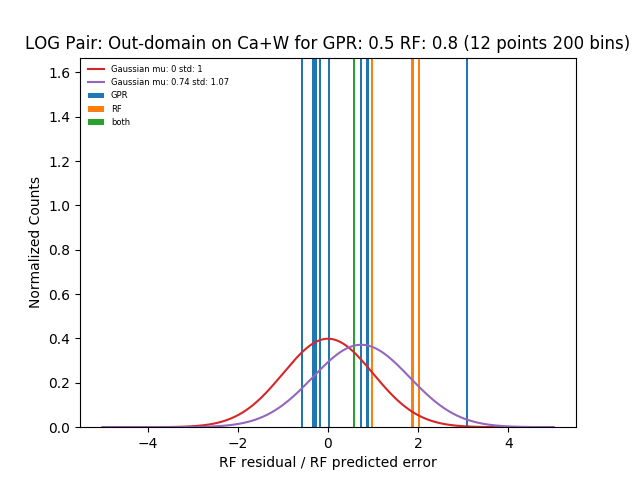 LOG Pair: Out-domain on Ca+W for GPR: 0.5 RF: 0.8 (12 points 200 bins)
Gaussian mu: 0 std: 1
Gaussian mu: 0.74 std: 1.07
GPR
RF
both
Normalized Counts
1.6
1.4
1.2
1.0
0.8
0.6
0.4
0.2
0.0
−4
−2
0
2
4
RF residual / RF predicted error